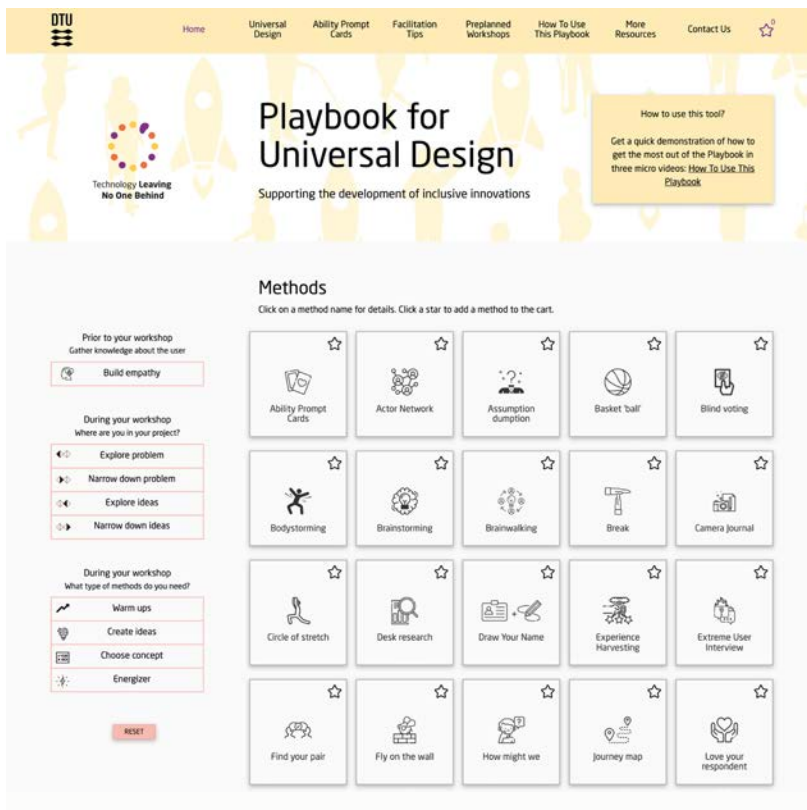 DTU
Home
Universal
Design
Ability Prompt
Cards
Facilitation
Tips
Preplanned
Workshops
How To Use
This Playbook
More
Resources
Contact Us
0
Technology Leaving
No One Behind
Playbook for
Universal Design
Supporting the development of inclusive innovations
How to use this tool?
Get a quick demonstration of how to
get the most out of the Playbook in
three micro videos: How To Use This
Playbook
Methods
Click on a method name for details. Click a star to add a method to the cart.
Prior to your workshop
Gather knowledge about the user
Build empathy
During your workshop
Where are you in your project?
Explore problem
Narrow down problem
Explore ideas
Narrow down ideas
During your workshop
What type of methods do you need?
Warm ups
Create ideas
Choose concept
Energizer
RESET
Ability Prompt
Cards
Actor Network
Assumption
dumption
Basket 'ball'
Blind voting
Bodystorming
Brainstorming
Brainwalking
Break
Camera Journal
Circle of stretch
Desk research
Draw Your Name
Experience
Harvesting
Extreme User
Interview
Find your pair
Fly on the wall
How might we
Journey map
Love your
respondent